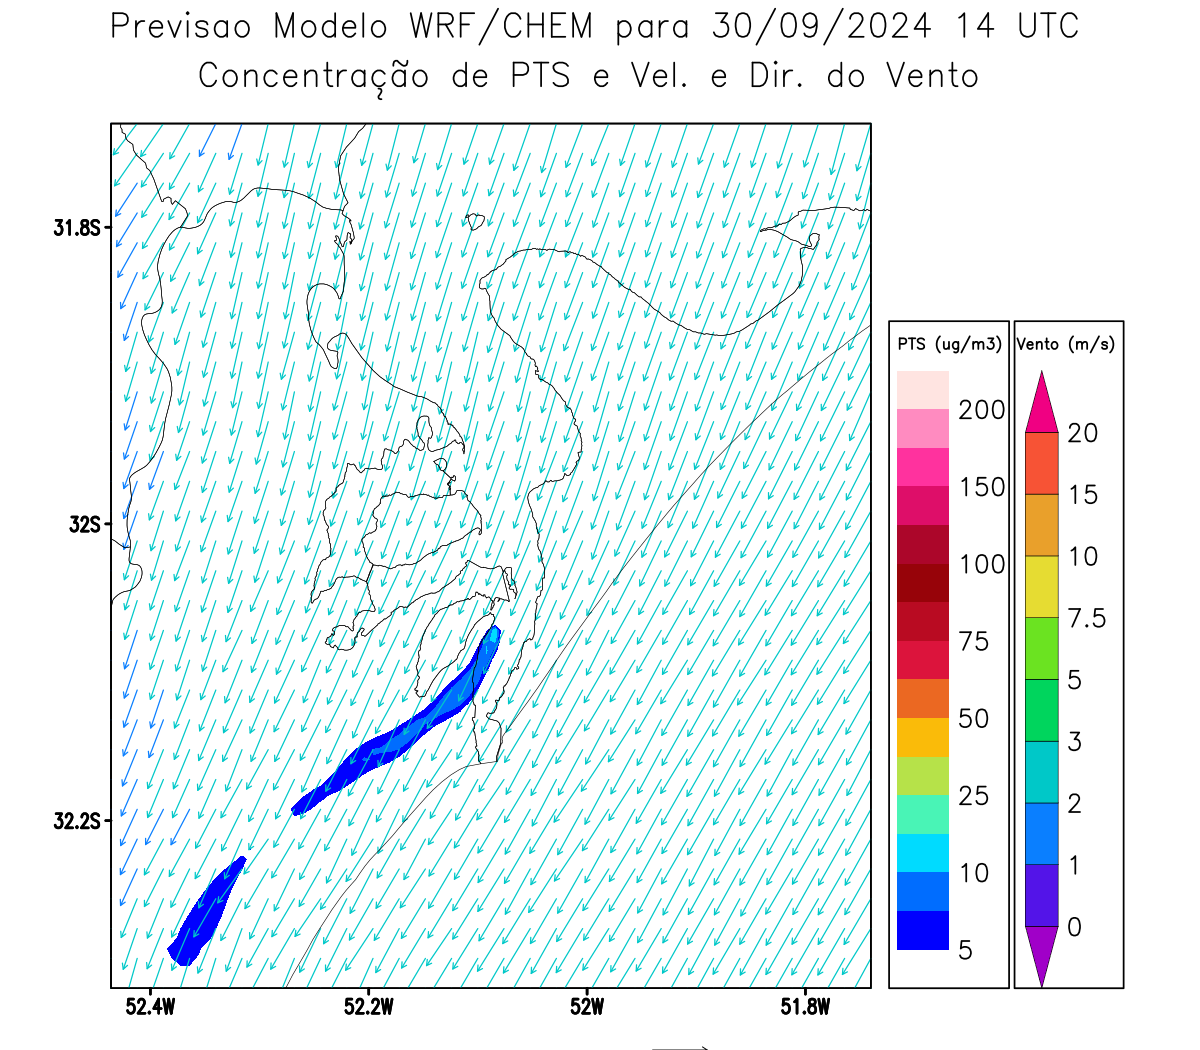 Previsao Modelo WRF/CHEM para 30/09/2024 14 UTC
Concentração de PTS e Vel. e Dir. do Vento
31.8S
32S
32.2S
52.4W
52.2W
52W
51.8W
PTS (ug/m3)
200
150
100
75
50
25
10
5
Vento (m/s)
20
15
10
7.5
5
3
2
1
0